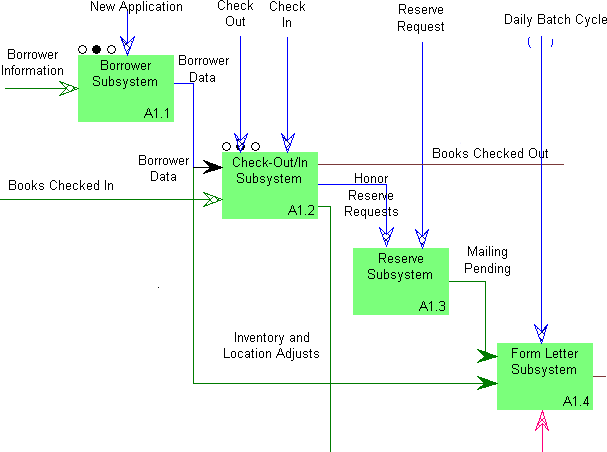 New Application
Check
Out
Check
In
Reserve
Request
Daily Batch Cycle
( )
Borrower
Information
Borrower
Subsystem
A1.1
Borrower
Data
Borrower
Data
Check-Out/In
Subsystem
A1.2
Books Checked Out
Books Checked In
Honor
Reserve
Requests
Reserve
Subsystem
A1.3
Mailing
Pending
Inventory and
Location Adjusts
Form Letter
Subsystem
A1.4